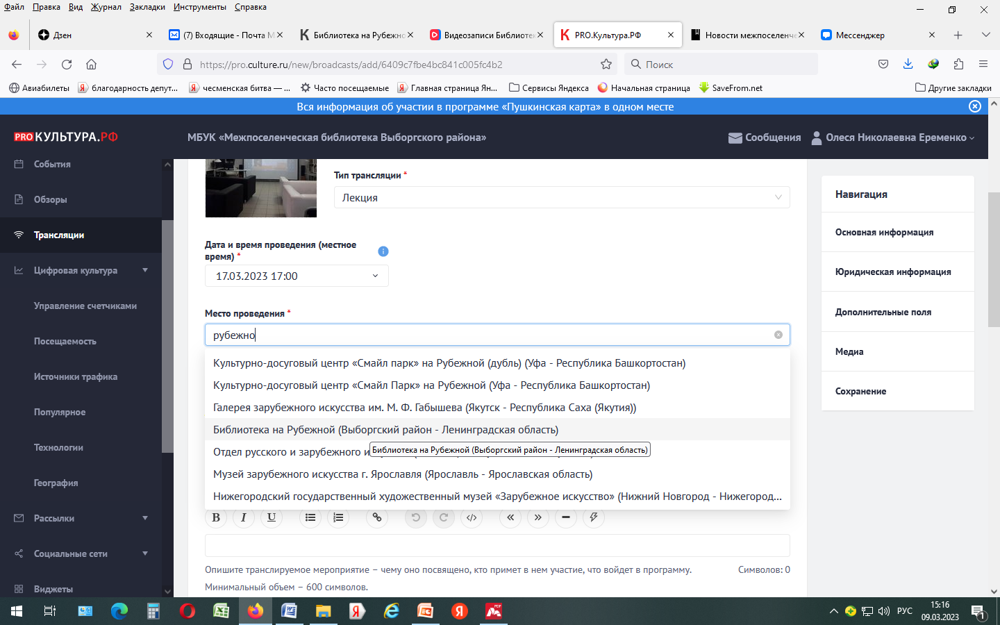 Файл Правка Вид Журнал Закладки Инструменты Справка
Дзен
(7) Входящие - Почта M
Библиотека на Рубежно
Видеозаписи Библиотек
PRO.Культура.РФ
Новости межпоселенче
Мессенджер
https://pro.culture.ru/new/broadcasts/add/6409c7fbe4bc841c005fc4b2
Поиск
Авиабилеты
благодарность депут...
чесменская битва — ...
Часто посещаемые
Главная страница Ян...
Сервисы Яндекса
Начальная страница
SaveFrom.net
Другие закладки
Вся информация об участии в программе «Пушкинская карта» в одном месте
PRO КУЛЬТУРА.РФ
МБУК «Межпоселенческая библиотека Выборгского района»
Сообщения
Олеся Николаевна Еременко
События
Обзоры
Трансляции
Цифровая культура
Управление счетчиками
Посещаемость
Источники трафика
Популярное
Технологии
География
Рассылки
Социальные сети
Виджеты
Тип трансляции *
Лекция
Дата и время проведения (местное
время) *
17.03.2023 17:00
Место проведения *
рубежно
Культурно-досуговый центр «Смайл парк» на Рубежной (дубль) (Уфа - Республика Башкортостан)
Культурно-досуговый центр «Смайл Парк» на Рубежной (Уфа - Республика Башкортостан)
Галерея зарубежного искусства им. М. Ф. Габышева (Якутск - Республика Саха (Якутия))
Библиотека на Рубежной (Выборгский район - Ленинградская область)
Отдел русского и зарубежного и
Библиотека на Рубежной (Выборгский район - Ленинградская область)
Музей зарубежного искусства г. Ярославля (Ярославль - Ярославская область)
Нижегородский государственный художественный музей «Зарубежное искусство» (Нижний Новгород - Нижегород...
B I U
Опишите транслируемое мероприятие – чему оно посвящено, кто примет в нем участие, что войдет в программу.
Символов: 0
Минимальный объем – 600 символов.
Навигация
Основная информация
Юридическая информация
Дополнительные поля
Медиа
Сохранение
РУС
15:16
09.03.2023
1